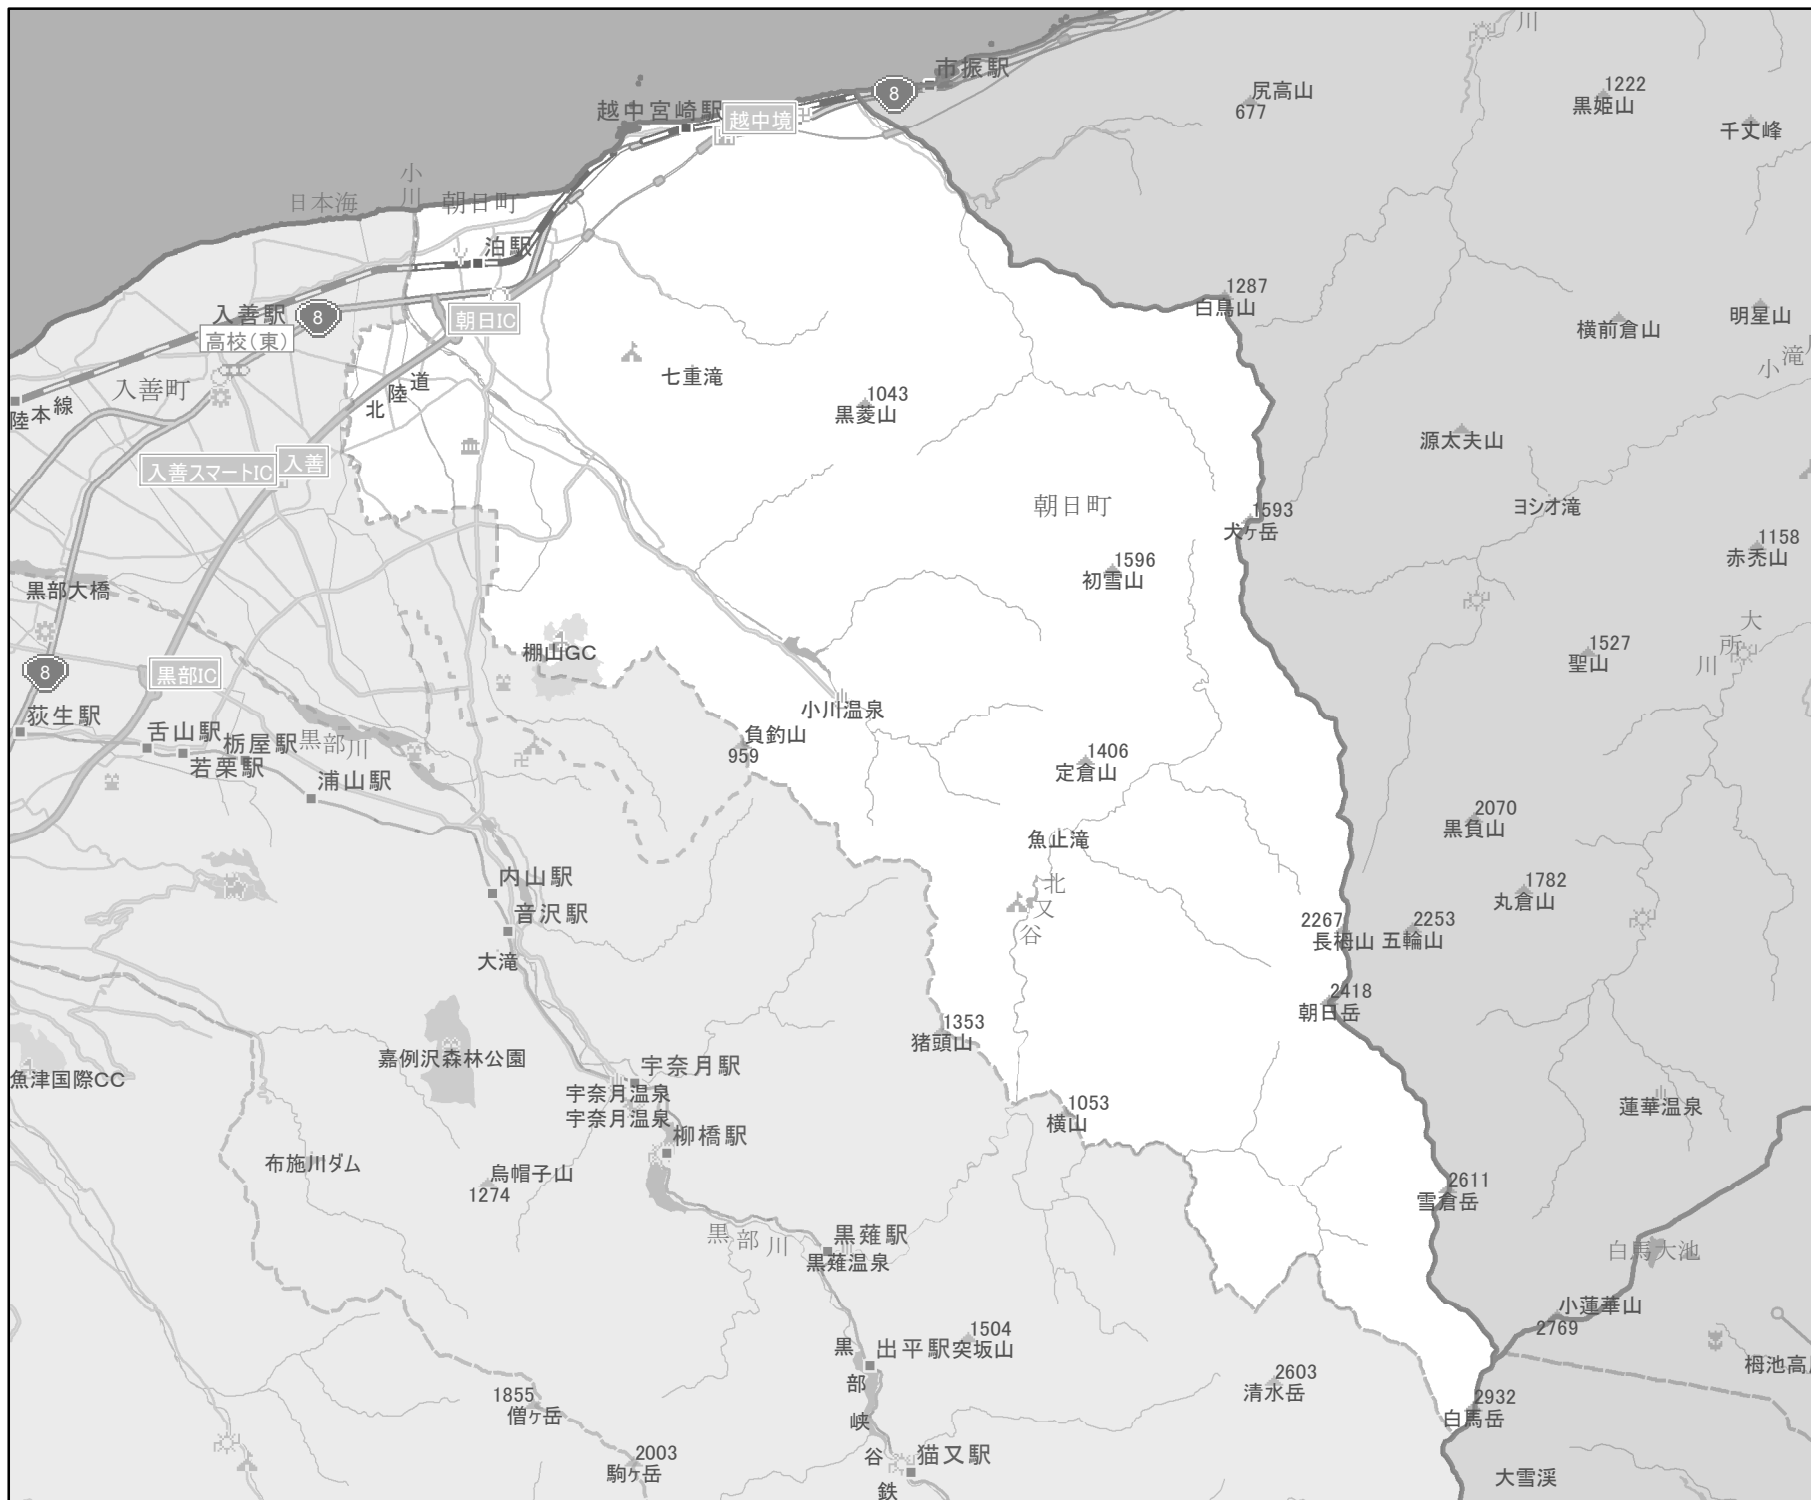 川
市振駅
8
尻高山
677
1222
黒姫山
越中宮崎駅
越中境
千丈峰
小川
日本海
朝日町
泊駅
1287
白鳥山
入善駅
8
朝日IC
横前倉山
明星山
高校(東)
小滝
七重滝
入善町
北陸道
1043
黒菱山
陸本線
源太夫山
入善スマートIC
入善
朝日町
ヨシオ滝
1593
犬ヶ岳
1158
赤禿山
1596
初雪山
黒部大橋
大所川
棚山GC
1527
聖山
8
黒部IC
小川温泉
荻生駅
舌山駅
栃屋駅
黒部川
負釣山
959
若栗駅
1406
定倉山
浦山駅
2070
黒負山
魚止滝
内山駅
1782
丸倉山
北又谷
音沢駅
2267
長栂山
2253
五輪山
大滝
2418
朝日岳
1353
猪頭山
嘉例沢森林公園
宇奈月駅
魚津国際CC
宇奈月温泉
宇奈月温泉
1053
横山
蓮華温泉
柳橋駅
布施川ダム
烏帽子山
1274
2611
雪倉岳
黒部川
黒薙駅
黒薙温泉
白馬大池
小蓮華山
2769
1504
突坂山
出平駅
栂池高
2603
清水岳
1855
僧ヶ岳
2932
白馬岳
黒部峡谷鉄
猫又駅
2003
駒ヶ岳
大雪渓